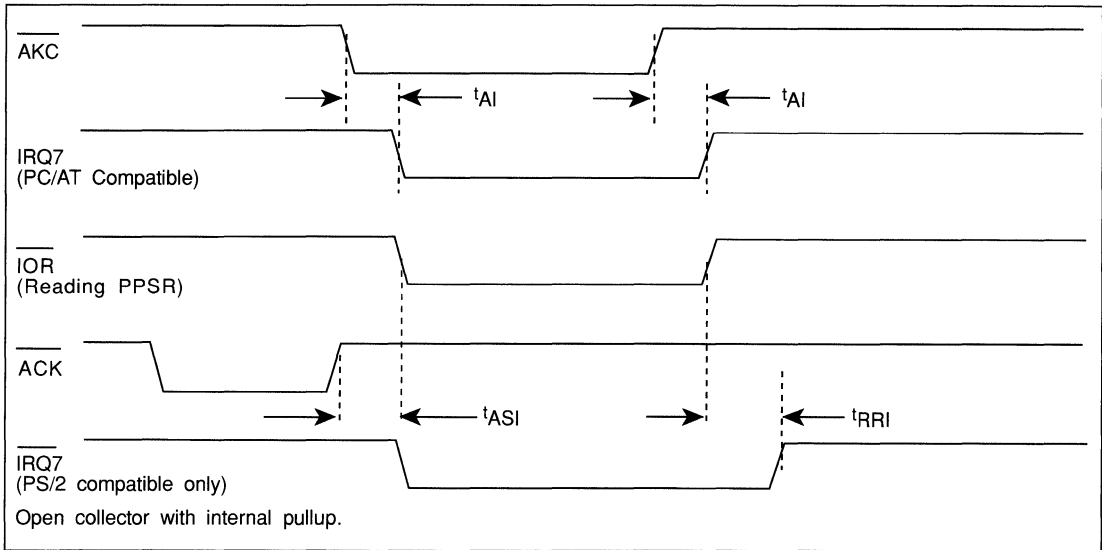 AKC
tAI tAI
IRQ7
(PC/AT Compatible)
IOR
(Reading PPSR)
ACK
tASI tRRI
IRQ7
(PS/2 compatible only)
Open collector with internal pullup.